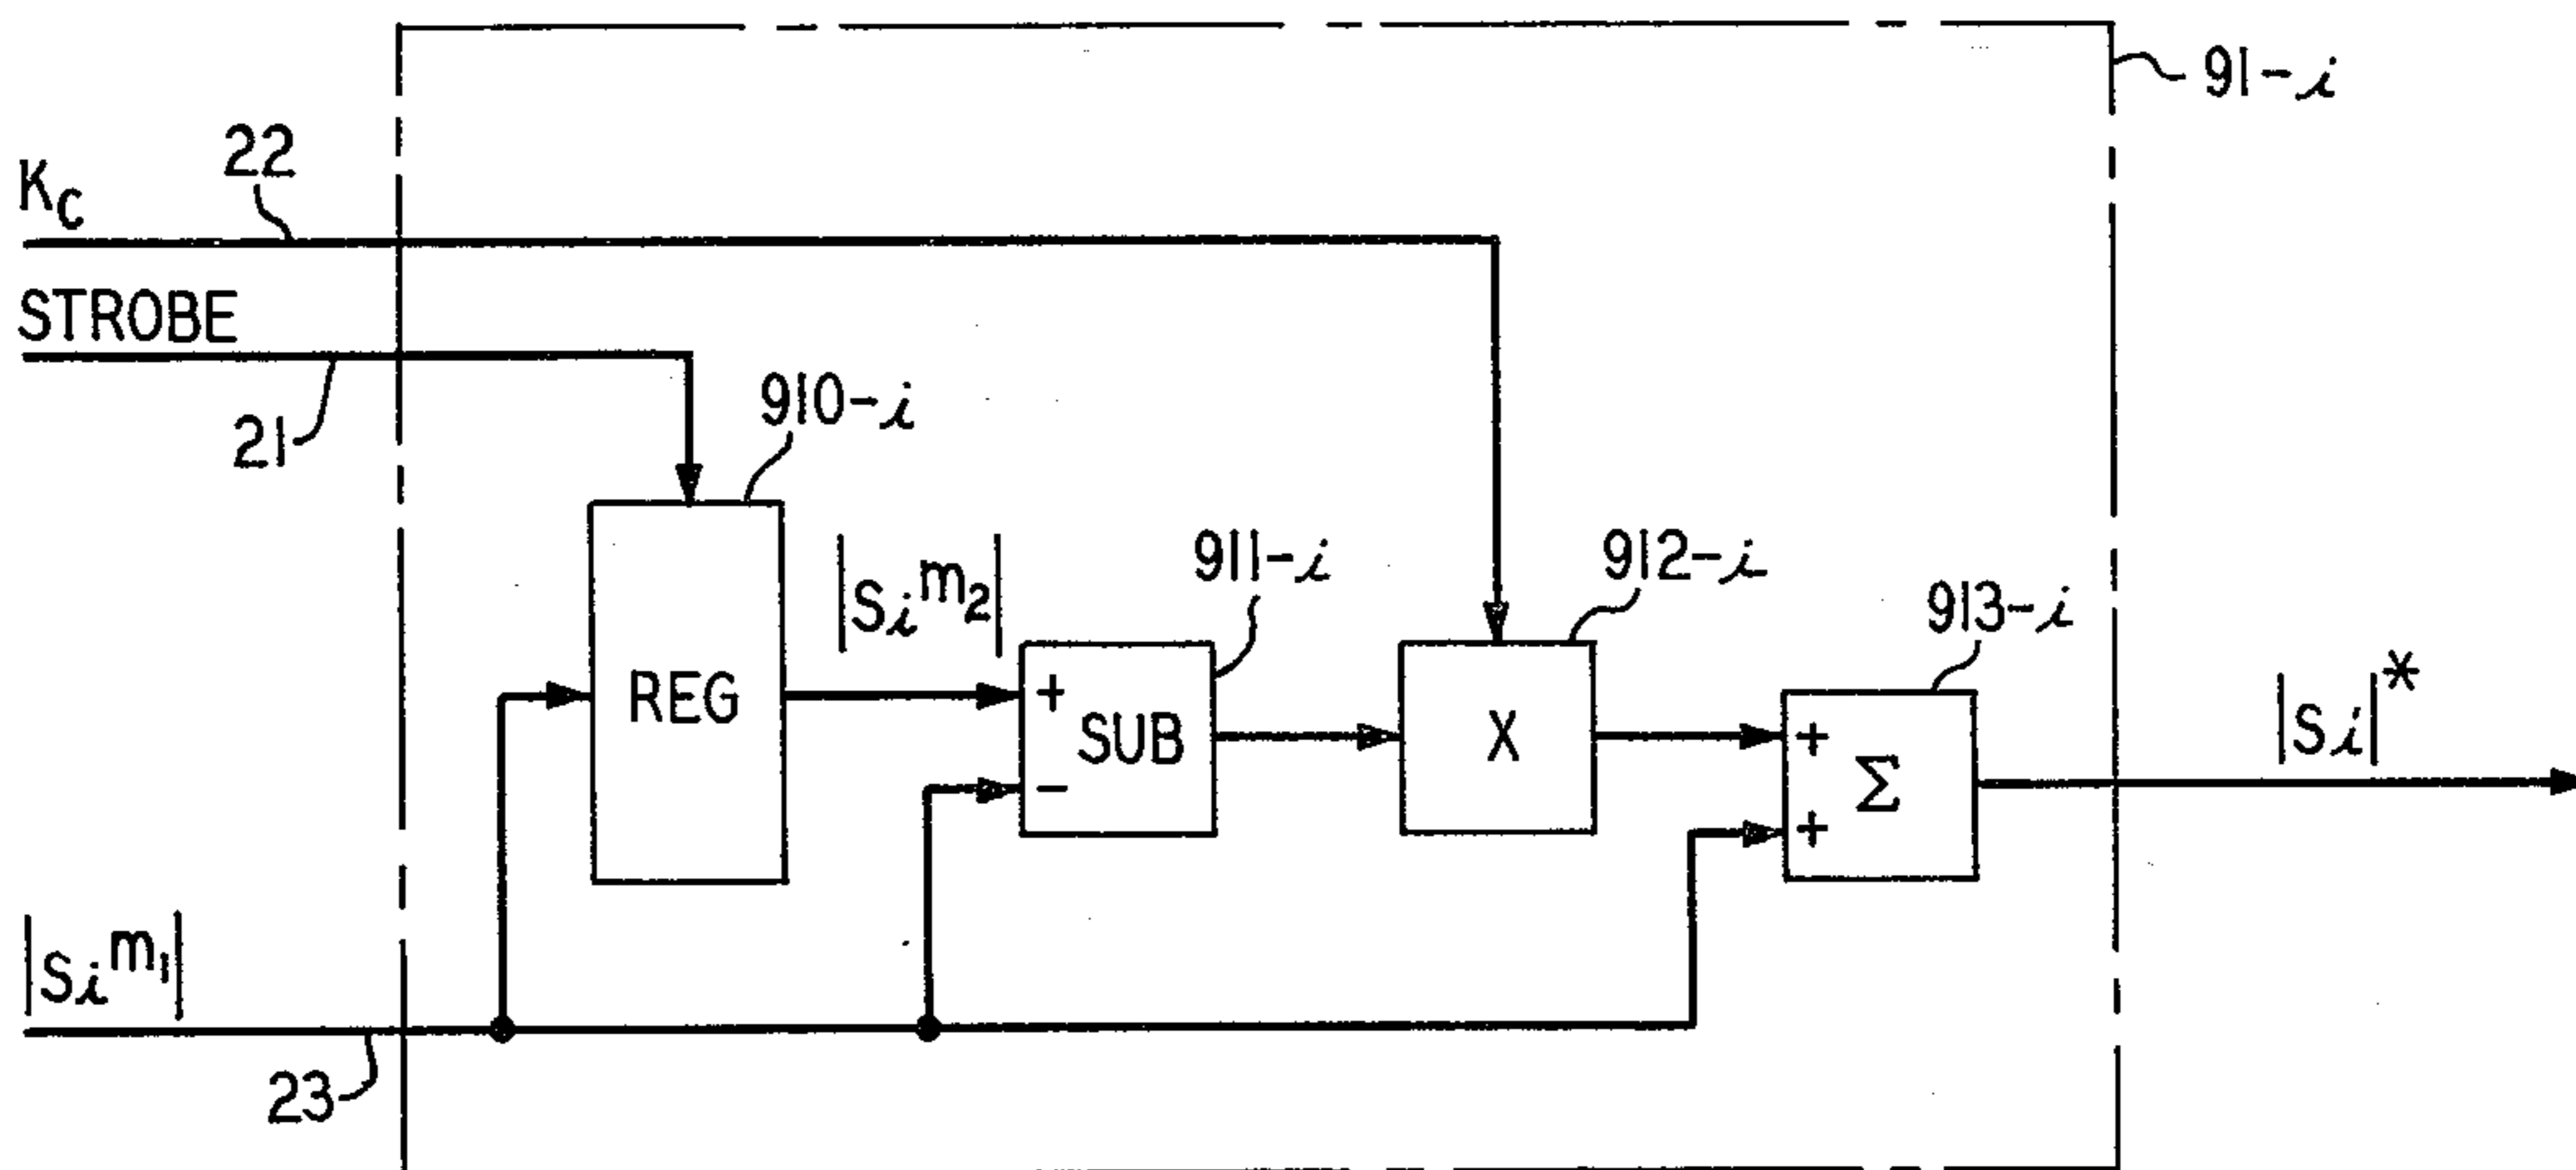 91-i
22
K_C
STROBE
21
910-i
|S_i^{m_2}|
911-i
912-i
913-i
REG
+
SUB
-
X
+
Σ
+
|S_i|*
|S_i^{m_1}|
23